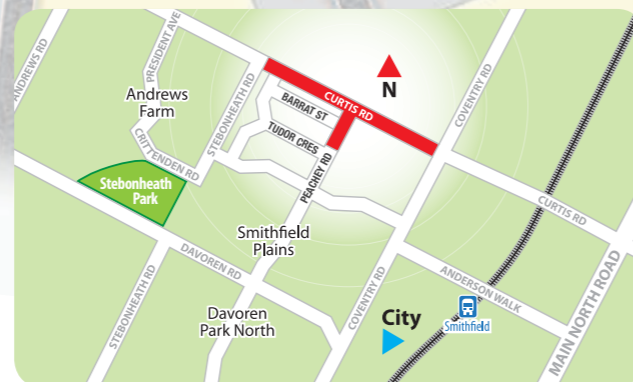 ANDREWS RD
PRESIDENT AVE
Andrews
Farm
CRITTENDEN RD
STEBONHEATH RD
BARRAT ST
TUDOR CRES
CURTIS RD
N
COVENTRY RD
PEACHEY RD
Stebonheath
Park
Smithfield
Plains
DAVOREN RD
STEBONHEATH RD
Davoren
Park North
COVENTRY RD
City
Smithfield
ANDERSON WALK
CURTIS RD
MAIN NORTH ROAD